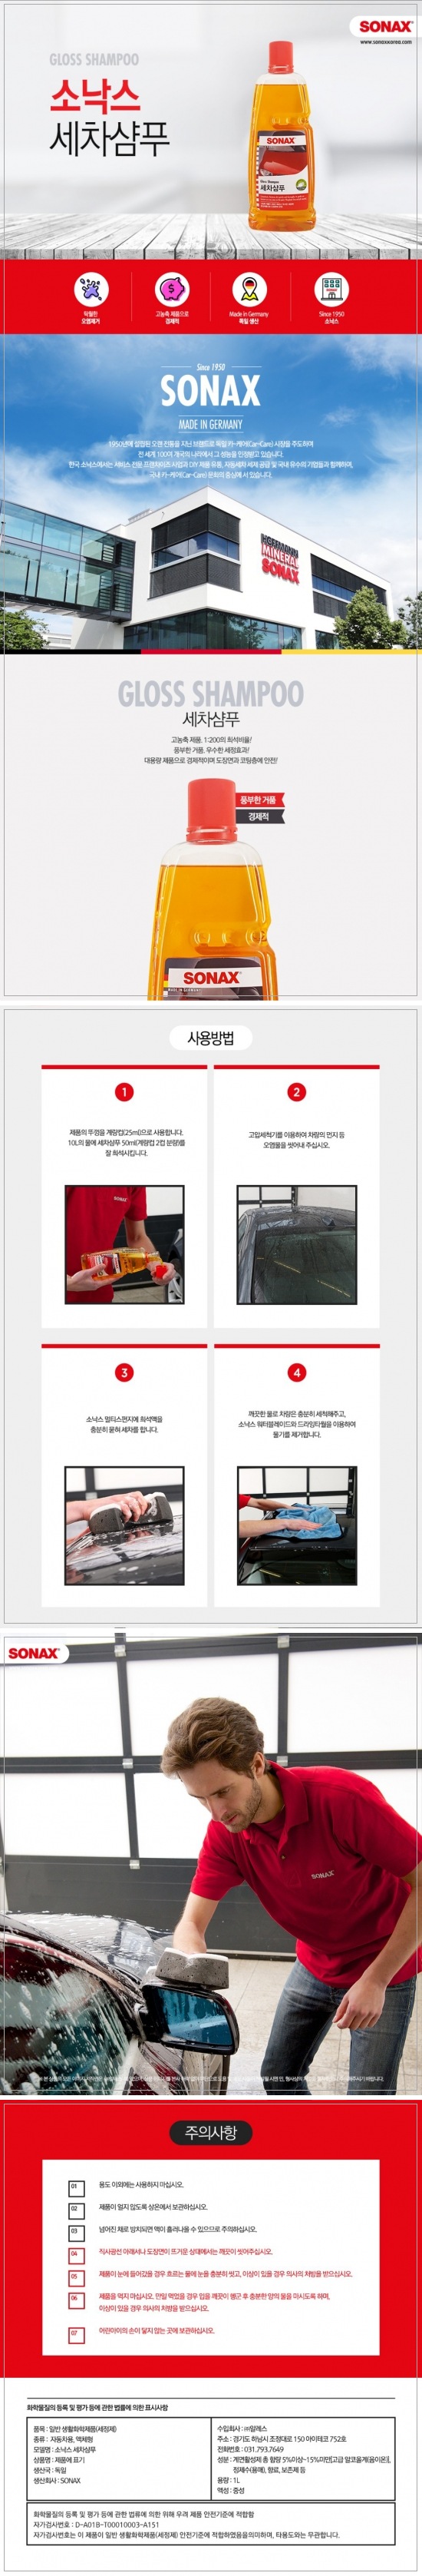 SONAX
www.sonaxkorea.com
GLOSS SHAMPOO
소낙스
세차샴푸
SONAX
Gloss Shampoo
세차샴푸
탁월한
오염제거
고농축 제품으로
경제적
Made in Germany
독일 생산
Since 1950
소낙스
Since 1950
SONAX
MADE IN GERMANY
1950년에 설립된 오랜 전통을 지닌 브랜드로 독일 카-케어(Car-Care) 시장을 주도하며
전 세계 100여 개국의 나라에서 그 성능을 인정받고 있습니다.
한국 소낙스에서는 서비스 전문 프랜차이즈 사업과 DIY 제품 유통, 자동세차 세제 공급 및 국내 유수의 기업들과 함께하며,
국내 카-케어(Car-Care) 문화의 중심에 서 있습니다.
HOFFMANN
MINERAL
SONAX
GLOSS SHAMPOO
세차샴푸
고농축 제품. 1:200의 희석비율!
풍부한 거품. 우수한 세정효과!
대용량 제품으로 경제적이며 도장면과 코팅층에 안전!
풍부한 거품
경제적
SONAX
MADE IN GERMANY
사용방법
1
제품의 뚜껑을 계량컵(25ml)으로 사용합니다.
10L의 물에 세차샴푸 50ml(계량컵 2컵 분량)를
잘 희석시킵니다.
2
고압세척기를 이용하여 차량의 먼지 등
오염물을 씻어내 주십시오.
SONAX
3
소낙스 멀티스펀지에 희석액을
충분히 묻혀 세차를 합니다.
4
깨끗한 물로 차량은 충분히 세척해주고,
소낙스 워터블레이드와 드라잉타월을 이용하여
물기를 제거합니다.
SONAX
SONAX
주의사항
01 용도 이외에는 사용하지 마십시오.
02 제품이 얼지 않도록 상온에서 보관하십시오.
03 넘어진 채로 방치되면 액이 흘러나올 수 있으므로 주의하십시오.
04 직사광선 아래서나 도장면이 뜨거운 상태에서는 깨끗이 씻어주십시오.
05 제품이 눈에 들어갔을 경우 흐르는 물에 눈을 충분히 씻고, 이상이 있을 경우 의사의 처방을 받으십시오.
06 제품을 먹지 마십시오. 만일 먹었을 경우 입을 깨끗이 헹군 후 충분한 양의 물을 마시도록 하며,
이상이 있을 경우 의사의 처방을 받으십시오.
07 어린아이의 손이 닿지 않는 곳에 보관하십시오.
화학물질의 등록 및 평가 등에 관한 법률에 의한 표시사항
품목 : 일반 생활화학제품(세정제)
종류 : 자동차용, 액체형
모델명 : 소낙스 세차샴푸
상품명 : 제품에 표기
생산국 : 독일
생산회사 : SONAX
수입회사 : ㈜알레스
주소 : 경기도 하남시 조정대로 150 아이테코 752호
전화번호 : 031.793.7649
성분 : 계면활성제 총 함량 5%이상~15%미만[고급 알코올계(음이온)],
정제수(용매), 향료, 보존제 등
용량 : 1L
액성 : 중성
화학물질의 등록 및 평가 등에 관한 법류에 의한 위해 우려 제품 안전기준에 적합함
자가검사번호 : D-A01B-T00010003-A151
자가검사번호는 이 제품이 일반 생활화학제품(세정제) 안전기준에 적합하였음을의미하며, 타용도와는 무관합니다.